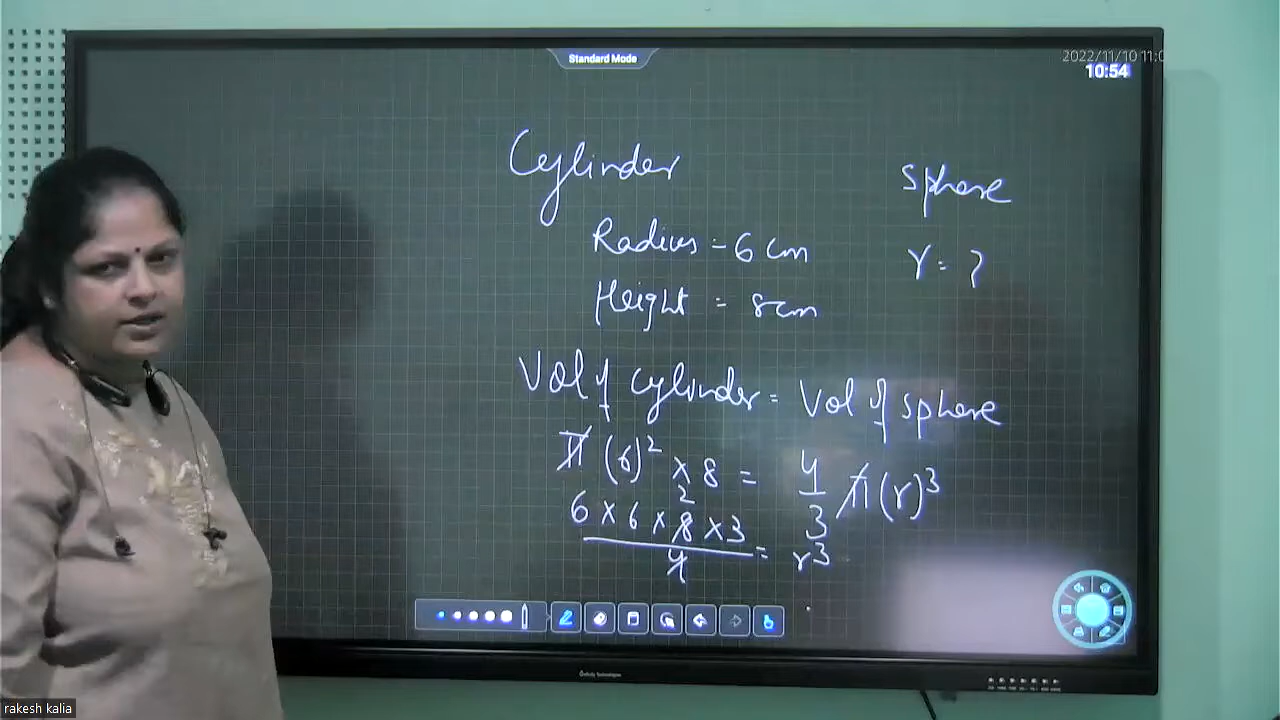 Standard Mode
2022/11/10 11:0
10:54
Cylinder
Sphere
Radius = 6 cm
r = ?
Height = 8cm
Vol of cylinder = Vol of sphere
π (6)² × 8 = 4/3 π (r)³
2
6 × 6 × 8 × 3 / 4 = r³
rakesh kalia